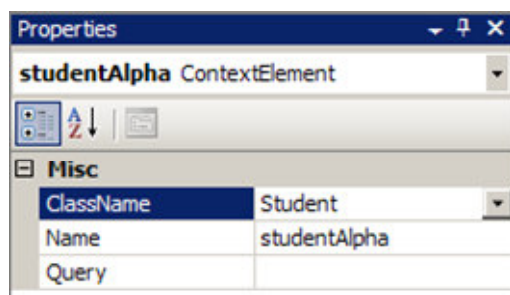 Properties
studentAlpha ContextElement
A
Z
Misc
ClassName Student
Name studentAlpha
Query